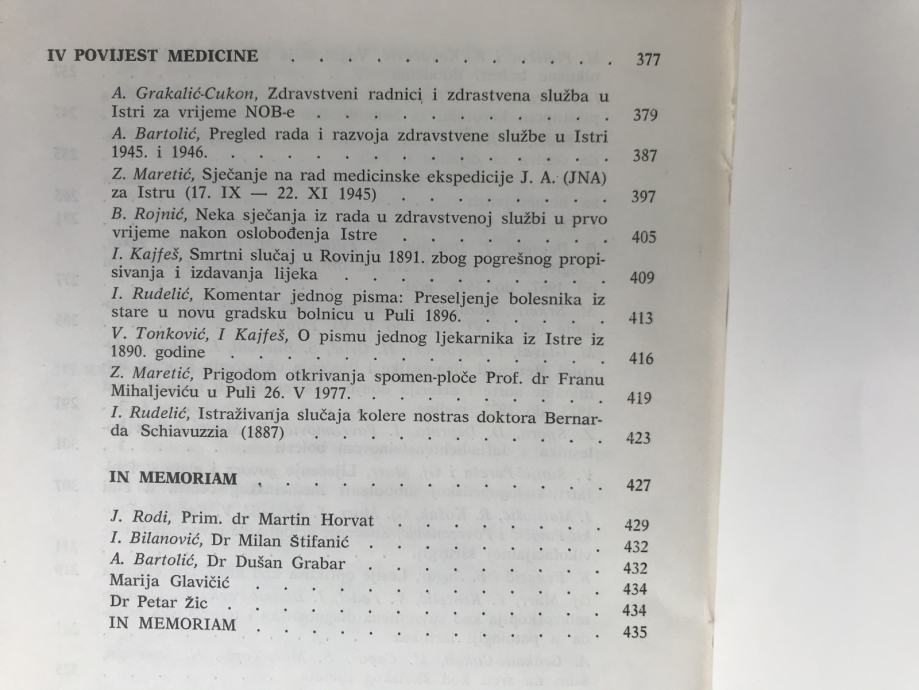 IV POVIJEST MEDICINE . . . . . . . . . . . . . 377
A. Grakalić-Cukon, Zdravstveni radnici i zdrastvena služba u
Istri za vrijeme NOB-e . . . . . . . . . . . 379
A. Bartolić, Pregled rada i razvoja zdravstvene službe u Istri
1945. i 1946. . . . . . . . . . . . . . . 387
Z. Maretić, Sječanje na rad medicinske ekspedicije J. A. (JNA)
za Istru (17. IX — 22. XI 1945) . . . . . . . . 397
B. Rojnić, Neka sječanja iz rada u zdravstvenoj službi u prvo
vrijeme nakon oslobođenja Istre . . . . . . . . 405
I. Kajfeš, Smrtni slučaj u Rovinju 1891. zbog pogrešnog propi-
sivanja i izdavanja lijeka . . . . . . . . . . 409
I. Rudelić, Komentar jednog pisma: Preseljenje bolesnika iz
stare u novu gradsku bolnicu u Puli 1896. . . . . . 413
V. Tonković, I Kajfeš, O pismu jednog ljekarnika iz Istre iz
1890. godine . . . . . . . . . . . . . . 416
Z. Maretić, Prigodom otkrivanja spomen-ploče Prof. dr Franu
Mihaljeviću u Puli 26. V 1977. . . . . . . . . . 419
I. Rudelić, Istraživanja slučaja kolere nostras doktora Bernar-
da Schiavuzzia (1887) . . . . . . . . . . . 423
IN MEMORIAM . . . . . . . . . . . . . 427
J. Rodi, Prim. dr Martin Horvat . . . . . . . . 429
I. Bilanović, Dr Milan Štifanić . . . . . . . . . 432
A. Bartolić, Dr Dušan Grabar . . . . . . . . . 432
Marija Glavičić . . . . . . . . . . . . . 434
Dr Petar Žic . . . . . . . . . . . . . . 434
IN MEMORIAM . . . . . . . . . . . . . 435